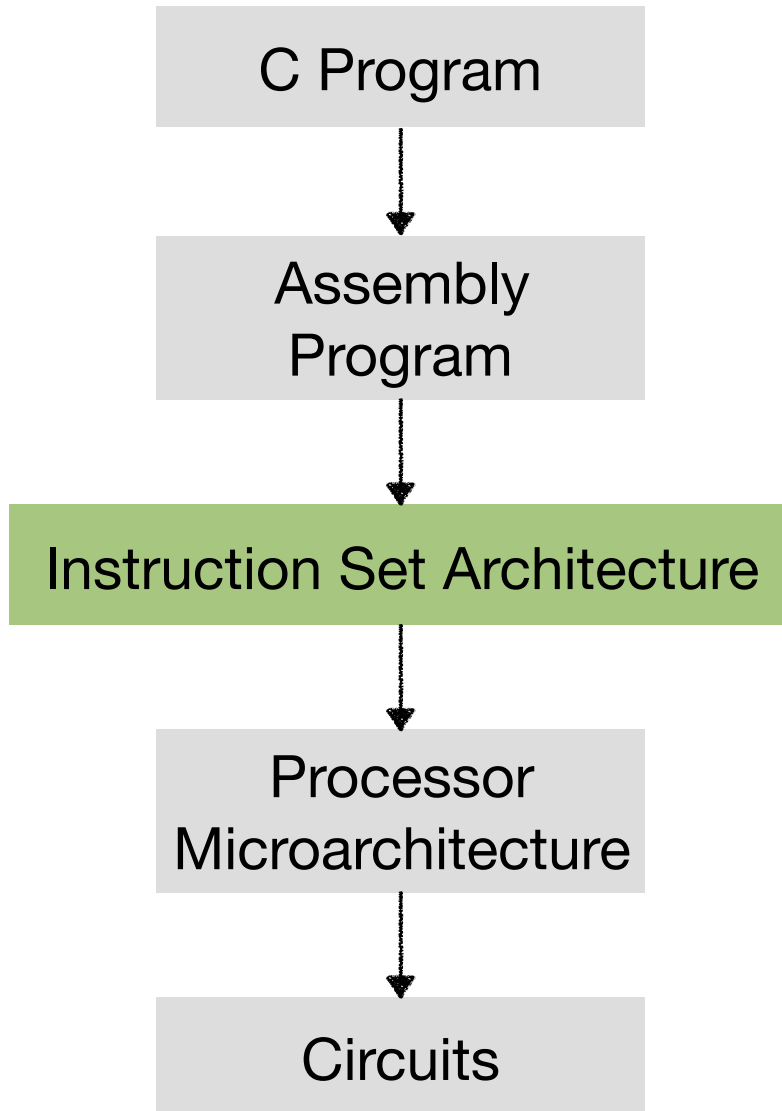 C Program
Assembly
Program
Instruction Set Architecture
Processor
Microarchitecture
Circuits